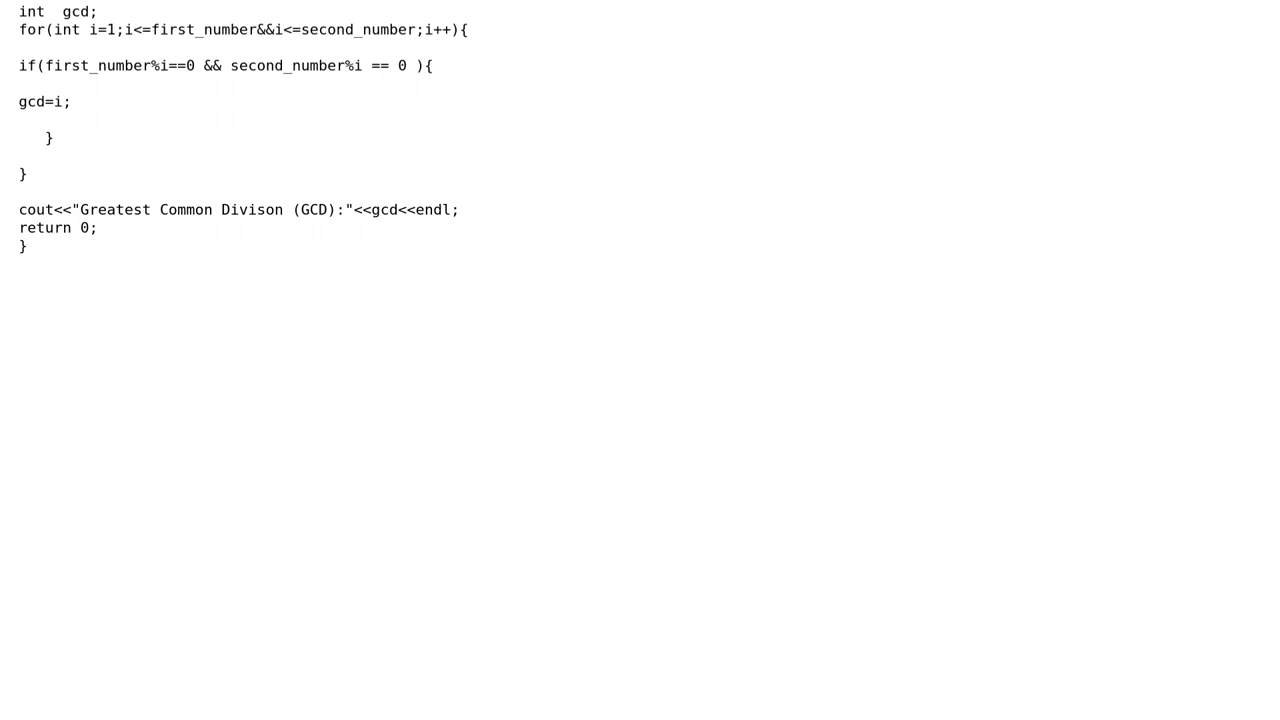 int  gcd;
for(int i=1;i<=first_number&&i<=second_number;i++){
if(first_number%i==0 && second_number%i == 0 ){
gcd=i;
   }
}
cout<<"Greatest Common Divison (GCD):"<<gcd<<endl;
return 0;
}